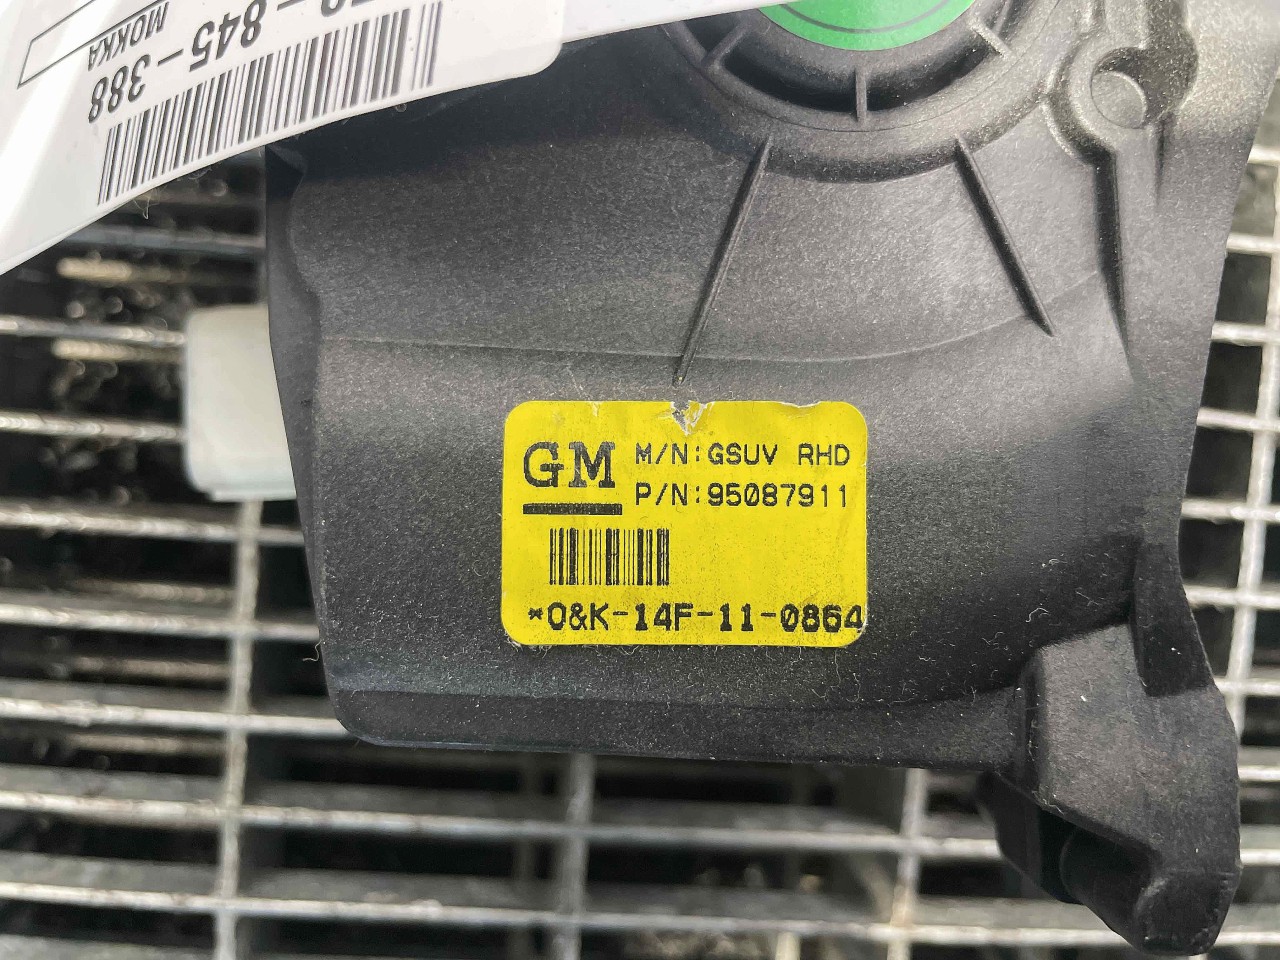 845-388
MOKKA
GM
M/N:GSUV RHD
P/N:95087911
*O&K-14F-11-0864